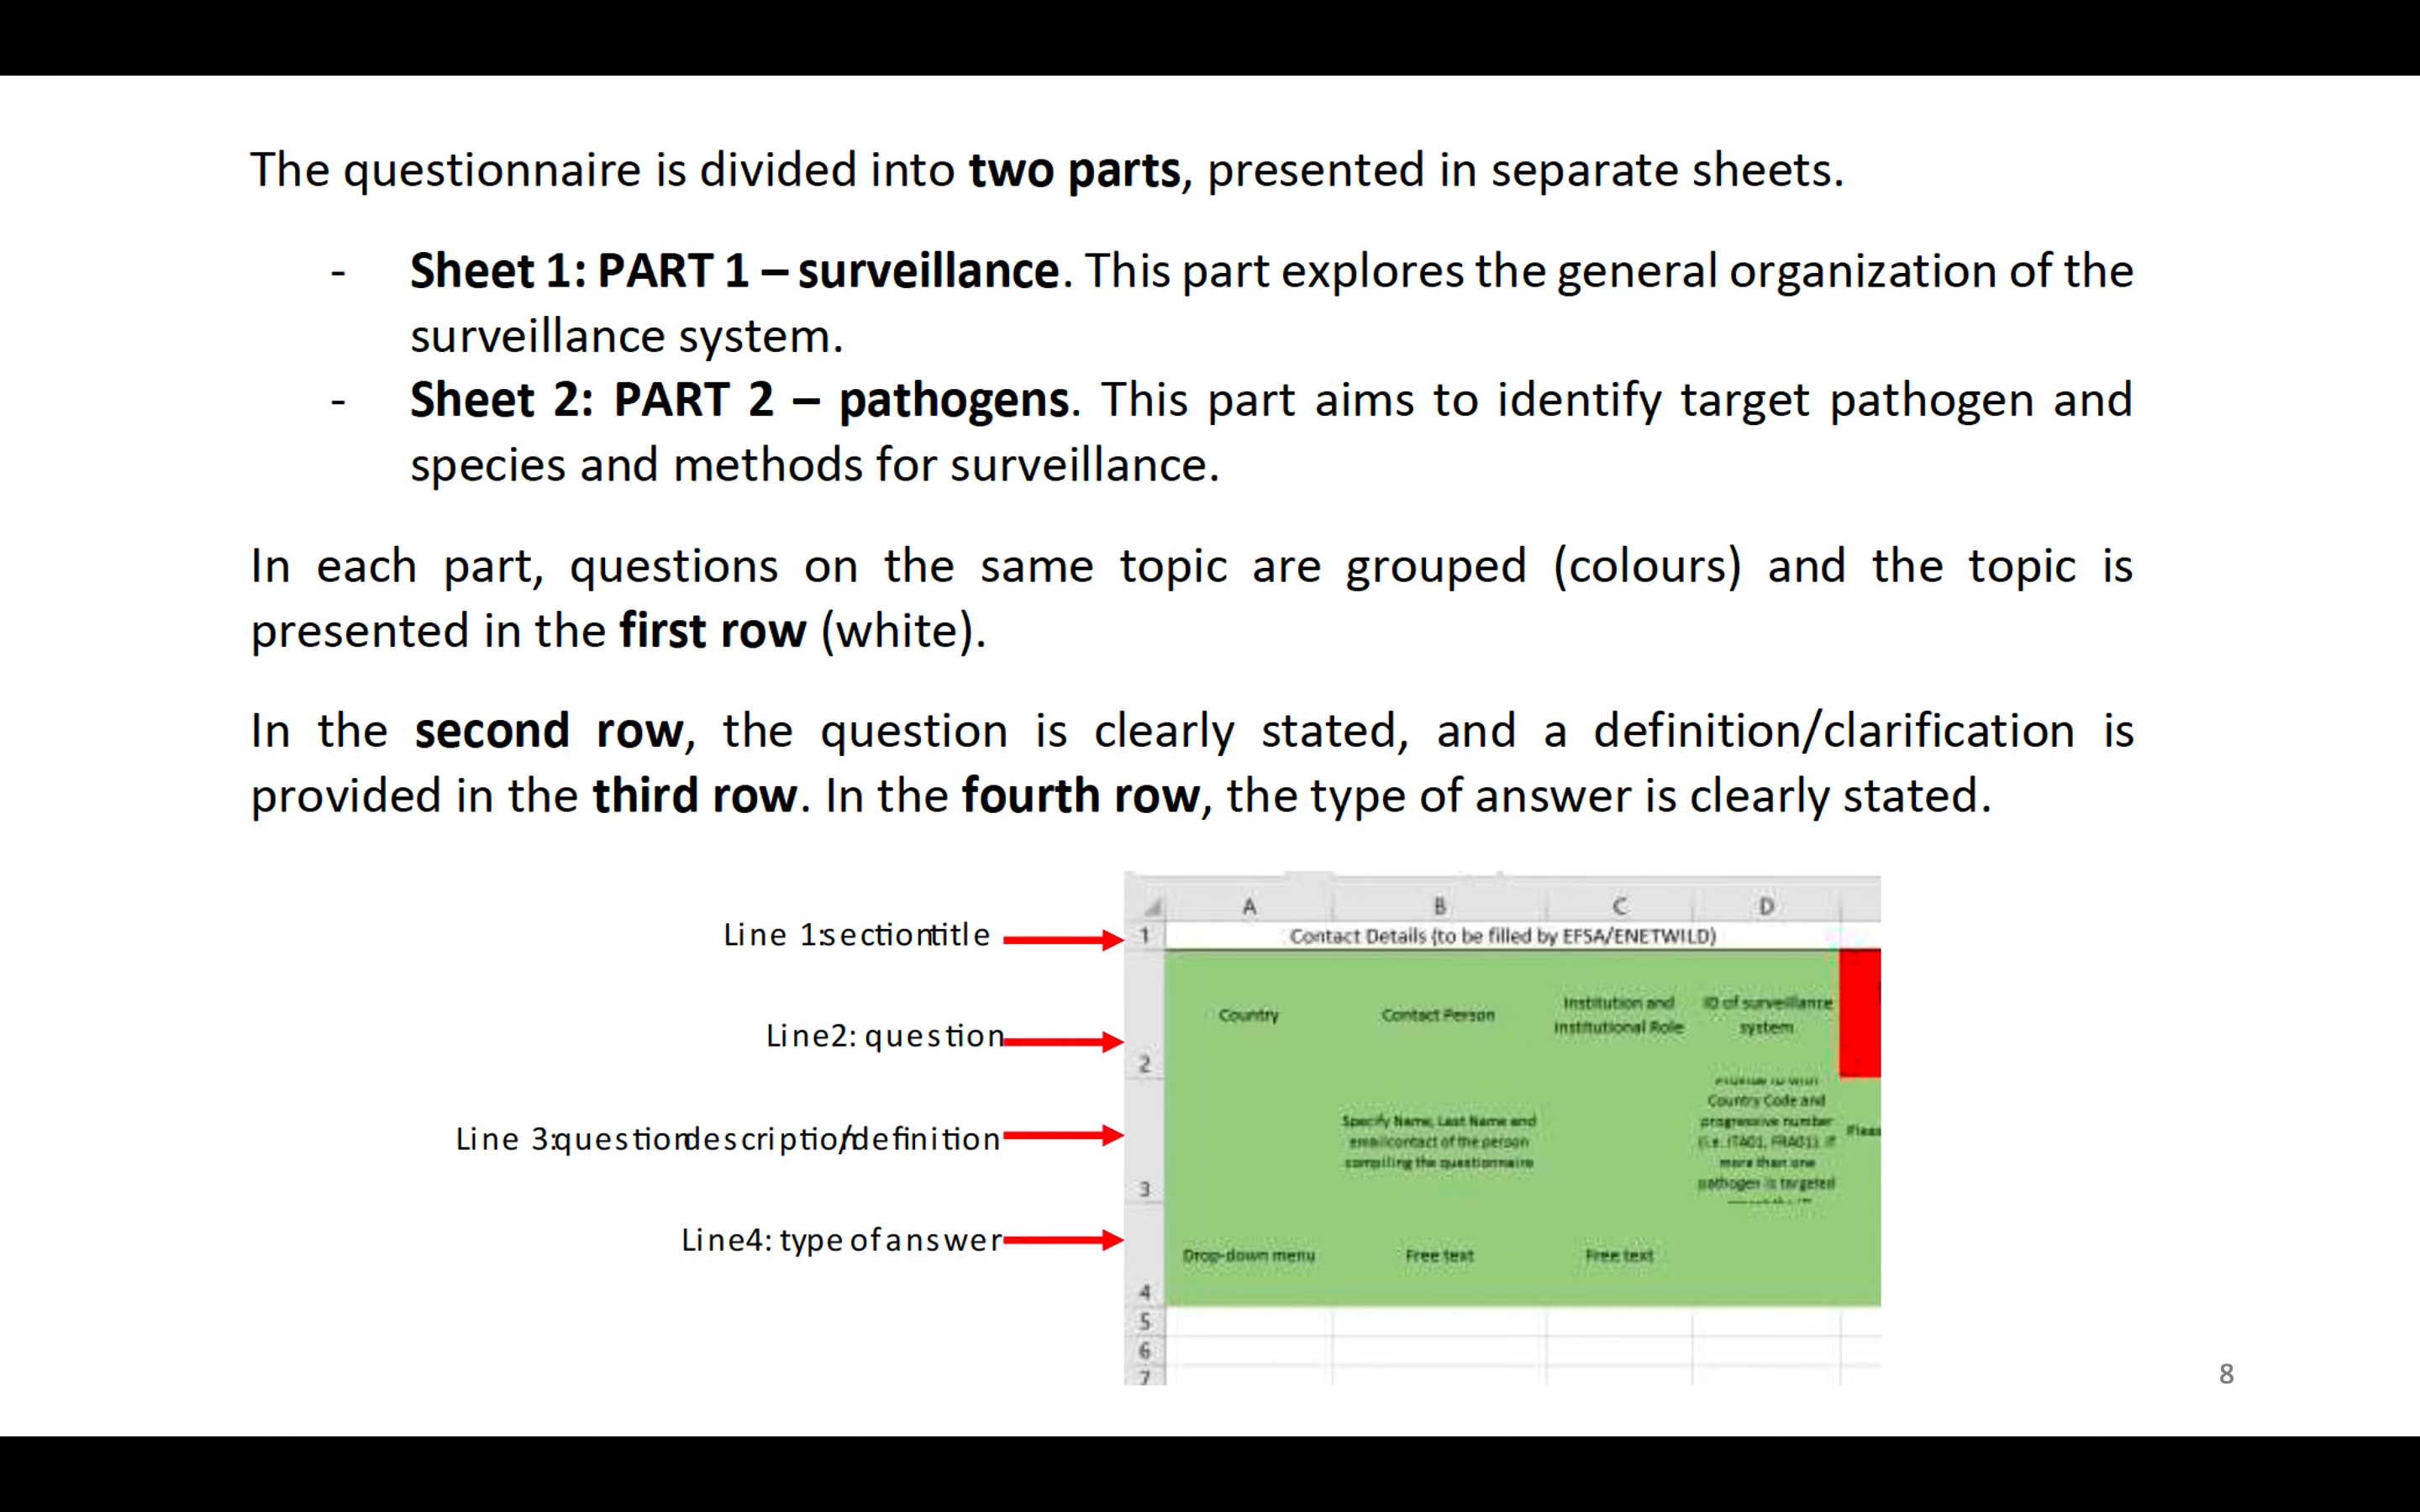 The questionnaire is divided into two parts, presented in separate sheets.
- Sheet 1: PART 1 – surveillance. This part explores the general organization of the
surveillance system.
- Sheet 2: PART 2 – pathogens. This part aims to identify target pathogen and
species and methods for surveillance.
In each part, questions on the same topic are grouped (colours) and the topic is
presented in the first row (white).
In the second row, the question is clearly stated, and a definition/clarification is
provided in the third row. In the fourth row, the type of answer is clearly stated.
Line 1: section title
Line2: question
Line 3: question description/definition
Line4: type of answer
A B C D
1 Contact Details (to be filled by EFSA/ENETWILD)
Country
Contact Person
Institution and
Institutional Role
ID of surveillance
system
2
Specify Name, Last Name and
email contact of the person
compiling the questionnaire
Provide ID with
Country Code and
progressive number
(i.e. ITA01, FRA01). If
more than one
pathogen is targeted
Pleas
3
Drop-down menu
Free text
Free text
4
5
6
7
8